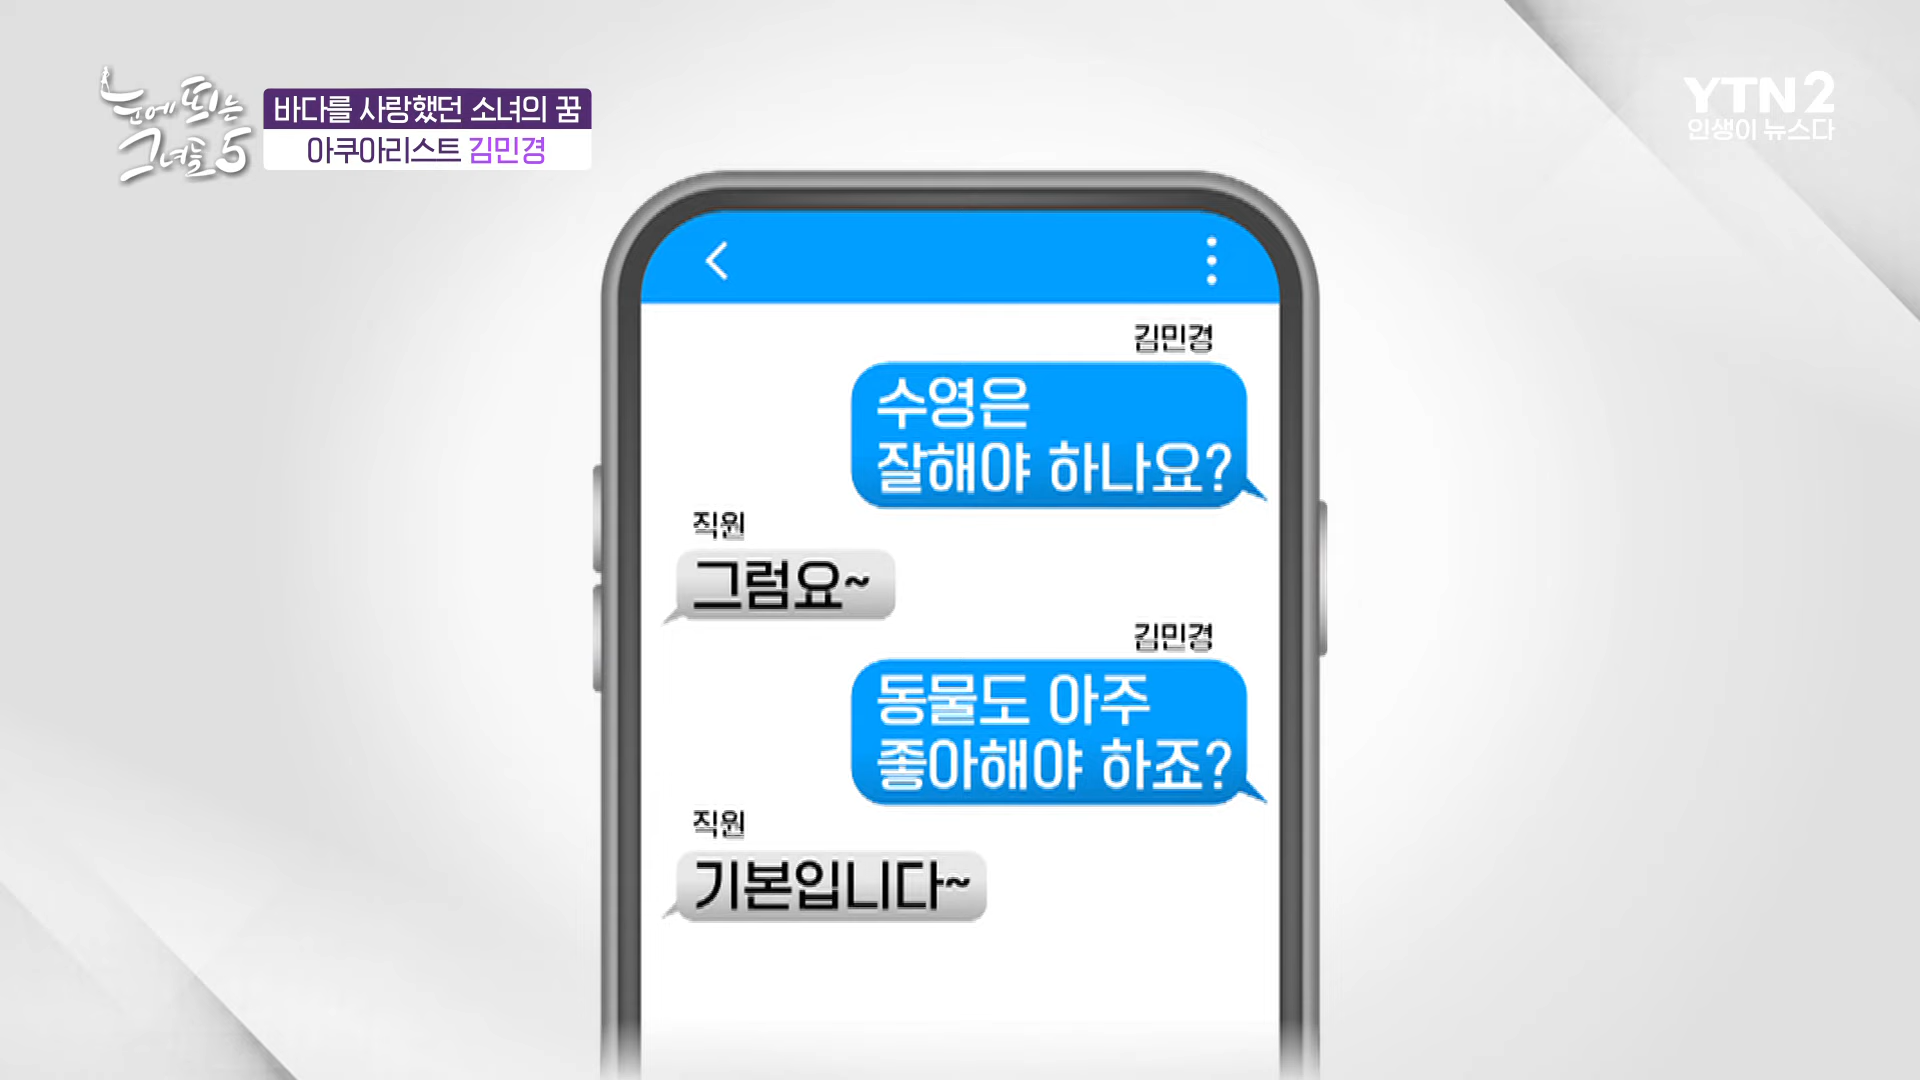 눈에 띄는
그녀들5
바다를 사랑했던 소녀의 꿈
아쿠아리스트 김민경
YTN2
인생이 뉴스다
김민경
수영은
잘해야 하나요?
직원
그럼요~
김민경
동물도 아주
좋아해야 하죠?
직원
기본입니다~